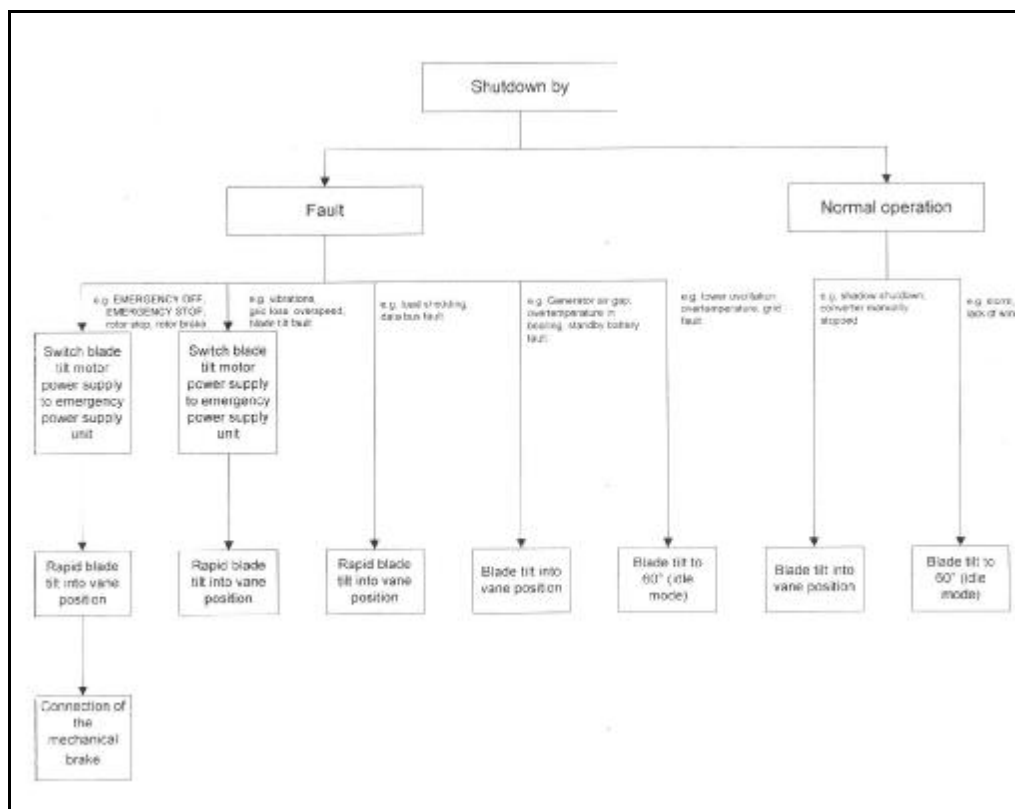 Shutdown by
Fault
Normal operation
e.g. EMERGENCY OFF,
EMERGENCY STOP,
rotor stop, rotor brake
e.g. vibrations,
grid loss, overspeed,
blade tilt fault
e.g. load shedding,
data bus fault
e.g. Generator air gap,
overtemperature in
bearing, standby battery
fault
e.g. tower oscillation
overtemperature, grid
fault
e.g. shadow shutdown,
converter manually
stopped
e.g. storm,
lack of win
Switch blade
tilt motor
power supply
to emergency
power supply
unit
Switch blade
tilt motor
power supply
to emergency
power supply
unit
Rapid blade
tilt into vane
position
Rapid blade
tilt into vane
position
Rapid blade
tilt into vane
position
Blade tilt into
vane position
Blade tilt to
60° (idle
mode)
Blade tilt into
vane position
Blade tilt to
60° (idle
mode)
Connection of
the
mechanical
brake